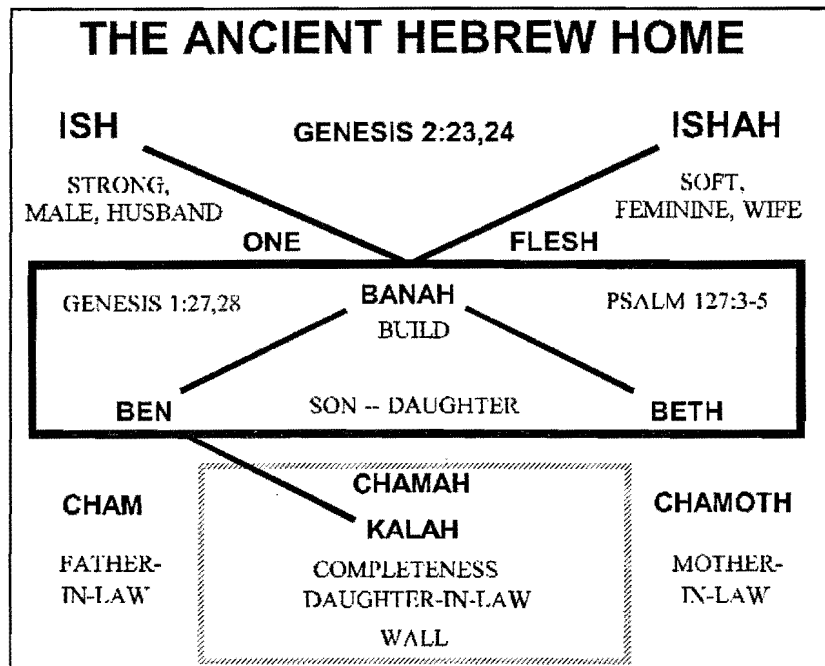 THE ANCIENT HEBREW HOME
ISH GENESIS 2:23,24 ISHAH
STRONG, SOFT,
MALE, HUSBAND FEMININE, WIFE
ONE FLESH
GENESIS 1:27,28 BANAH PSALM 127:3-5
BUILD
BEN SON -- DAUGHTER BETH
CHAMAH
CHAM KALAH CHAMOTH
FATHER- COMPLETENESS MOTHER-
IN-LAW DAUGHTER-IN-LAW IN-LAW
WALL